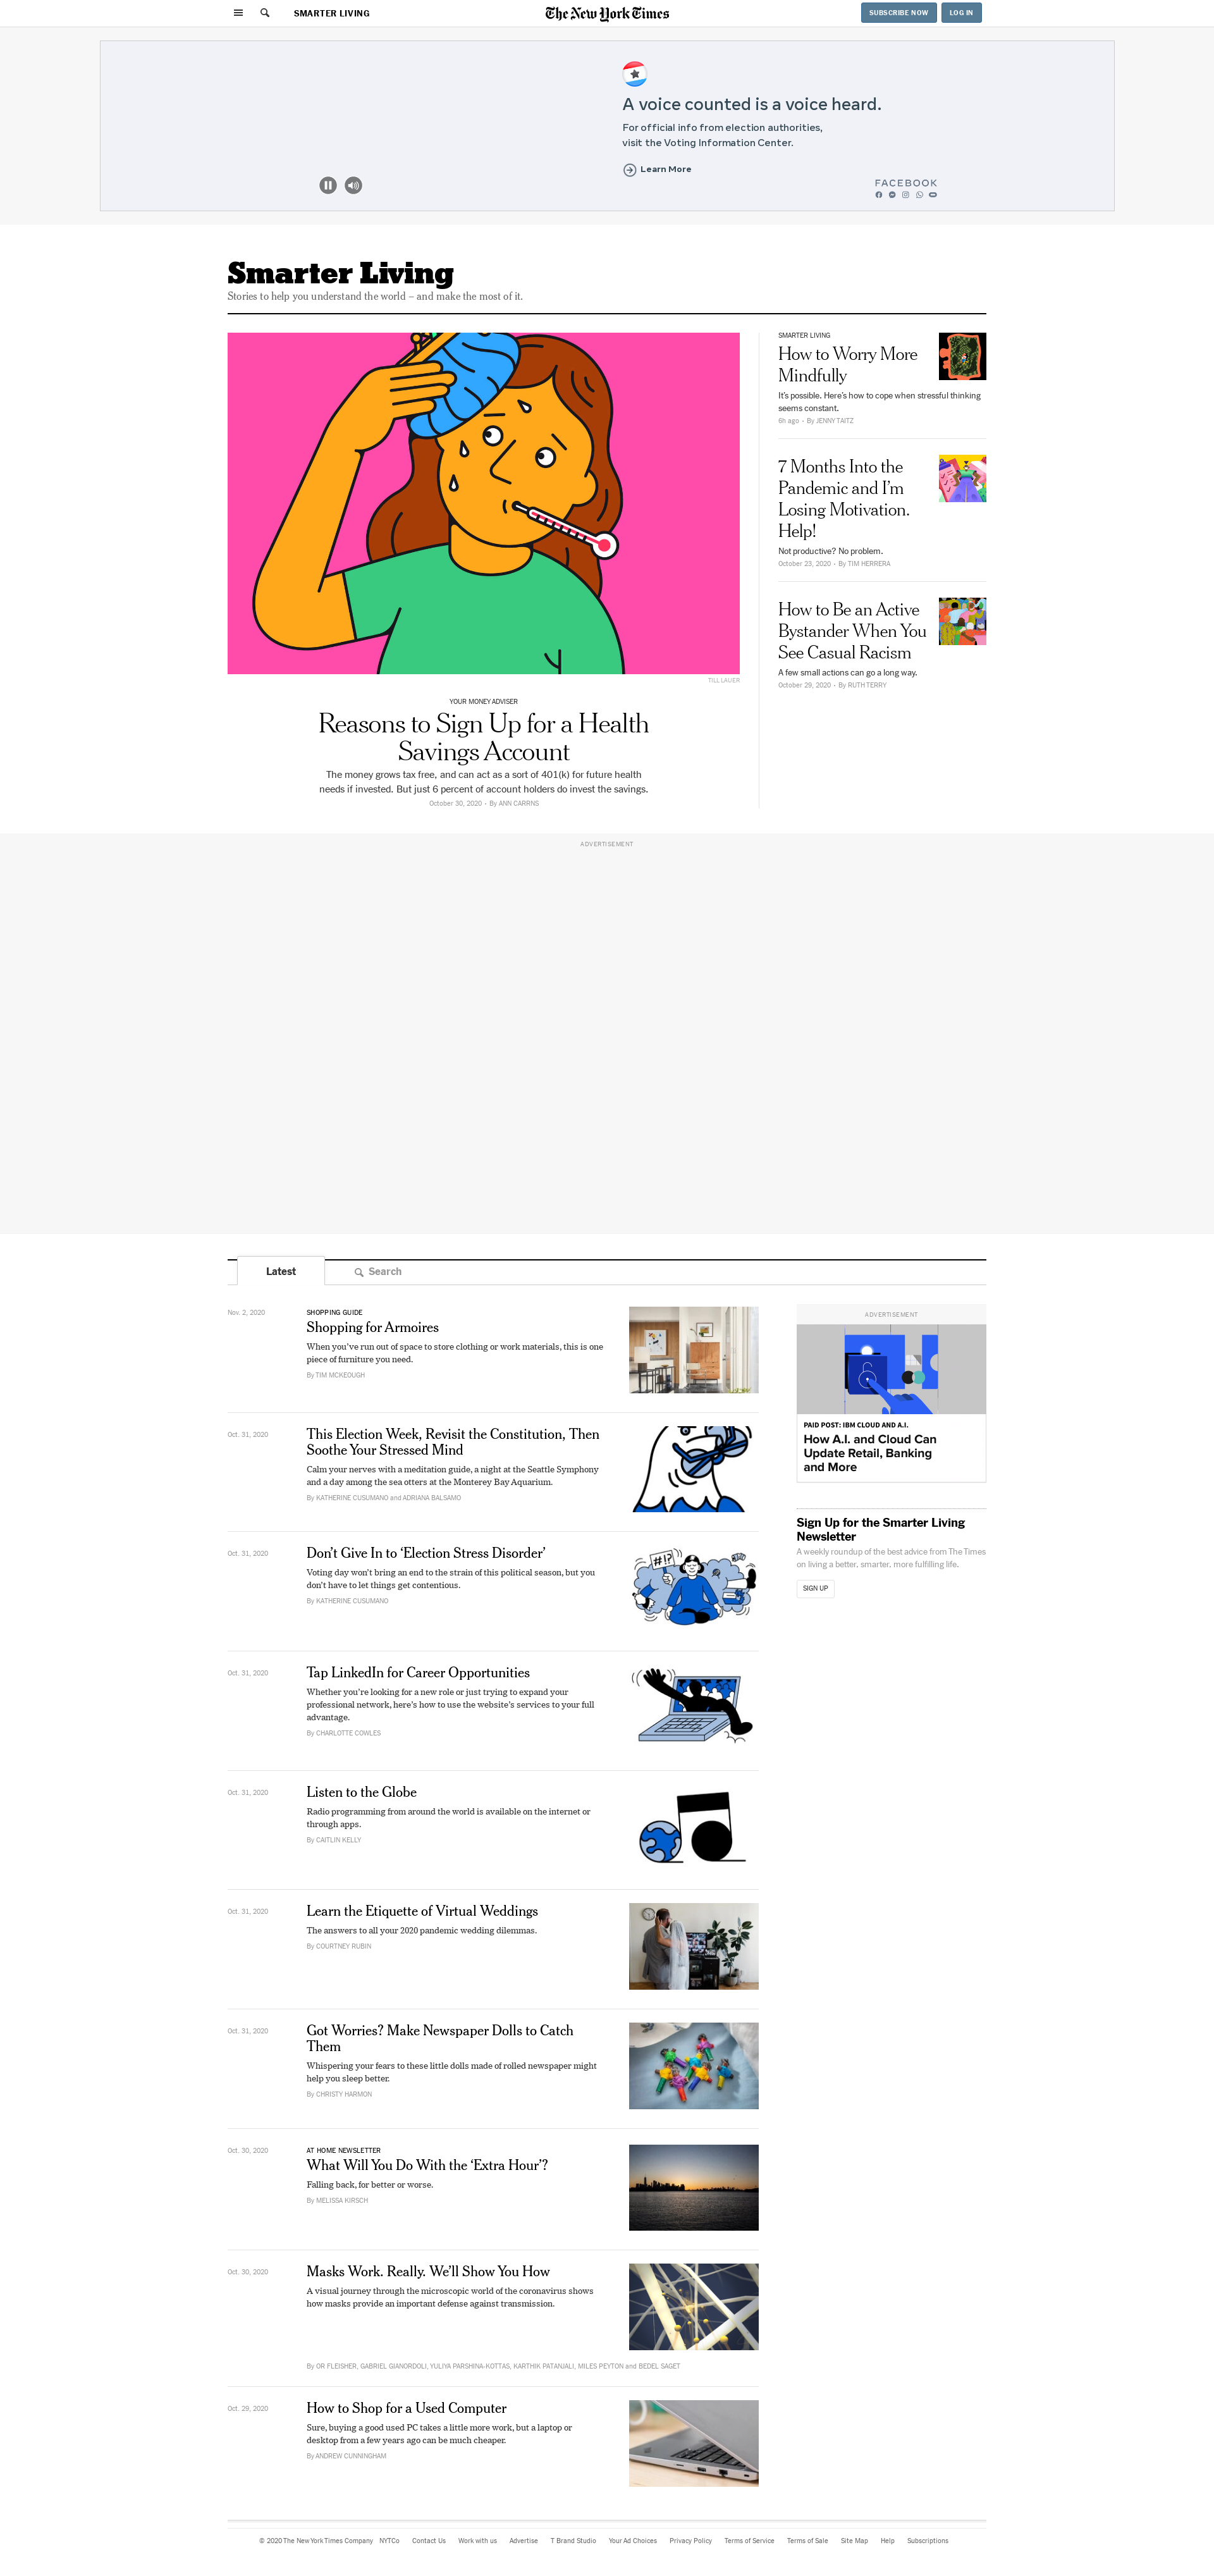 SMARTER LIVING
The New York Times
SUBSCRIBE NOW
LOG IN
A voice counted is a voice heard.
For official info from election authorities,
visit the Voting Information Center.
Learn More
FACEBOOK
Smarter Living
Stories to help you understand the world – and make the most of it.
TILL LAUER
YOUR MONEY ADVISER
Reasons to Sign Up for a Health
Savings Account
The money grows tax free, and can act as a sort of 401(k) for future health
needs if invested. But just 6 percent of account holders do invest the savings.
October 30, 2020 • By ANN CARRNS
SMARTER LIVING
How to Worry More
Mindfully
It’s possible. Here’s how to cope when stressful thinking
seems constant.
6h ago • By JENNY TAITZ
7 Months Into the
Pandemic and I’m
Losing Motivation.
Help!
Not productive? No problem.
October 23, 2020 • By TIM HERRERA
How to Be an Active
Bystander When You
See Casual Racism
A few small actions can go a long way.
October 29, 2020 • By RUTH TERRY
ADVERTISEMENT
Latest
Search
Nov. 2, 2020
SHOPPING GUIDE
Shopping for Armoires
When you’ve run out of space to store clothing or work materials, this is one
piece of furniture you need.
By TIM MCKEOUGH
Oct. 31, 2020
This Election Week, Revisit the Constitution, Then
Soothe Your Stressed Mind
Calm your nerves with a meditation guide, a night at the Seattle Symphony
and a day among the sea otters at the Monterey Bay Aquarium.
By KATHERINE CUSUMANO and ADRIANA BALSAMO
Oct. 31, 2020
Don’t Give In to ‘Election Stress Disorder’
Voting day won’t bring an end to the strain of this political season, but you
don’t have to let things get contentious.
By KATHERINE CUSUMANO
#!?
Oct. 31, 2020
Tap LinkedIn for Career Opportunities
Whether you’re looking for a new role or just trying to expand your
professional network, here’s how to use the website’s services to your full
advantage.
By CHARLOTTE COWLES
Oct. 31, 2020
Listen to the Globe
Radio programming from around the world is available on the internet or
through apps.
By CAITLIN KELLY
Oct. 31, 2020
Learn the Etiquette of Virtual Weddings
The answers to all your 2020 pandemic wedding dilemmas.
By COURTNEY RUBIN
Oct. 31, 2020
Got Worries? Make Newspaper Dolls to Catch
Them
Whispering your fears to these little dolls made of rolled newspaper might
help you sleep better.
By CHRISTY HARMON
Oct. 30, 2020
AT HOME NEWSLETTER
What Will You Do With the ‘Extra Hour’?
Falling back, for better or worse.
By MELISSA KIRSCH
Oct. 30, 2020
Masks Work. Really. We’ll Show You How
A visual journey through the microscopic world of the coronavirus shows
how masks provide an important defense against transmission.
By OR FLEISHER, GABRIEL GIANORDOLI, YULIYA PARSHINA-KOTTAS, KARTHIK PATANJALI, MILES PEYTON and BEDEL SAGET
Oct. 29, 2020
How to Shop for a Used Computer
Sure, buying a good used PC takes a little more work, but a laptop or
desktop from a few years ago can be much cheaper.
By ANDREW CUNNINGHAM
ADVERTISEMENT
PAID POST: IBM CLOUD AND A.I.
How A.I. and Cloud Can
Update Retail, Banking
and More
Sign Up for the Smarter Living
Newsletter
A weekly roundup of the best advice from The Times
on living a better, smarter, more fulfilling life.
SIGN UP
© 2020 The New York Times Company NYTCo Contact Us Work with us Advertise T Brand Studio Your Ad Choices Privacy Policy Terms of Service Terms of Sale Site Map Help Subscriptions